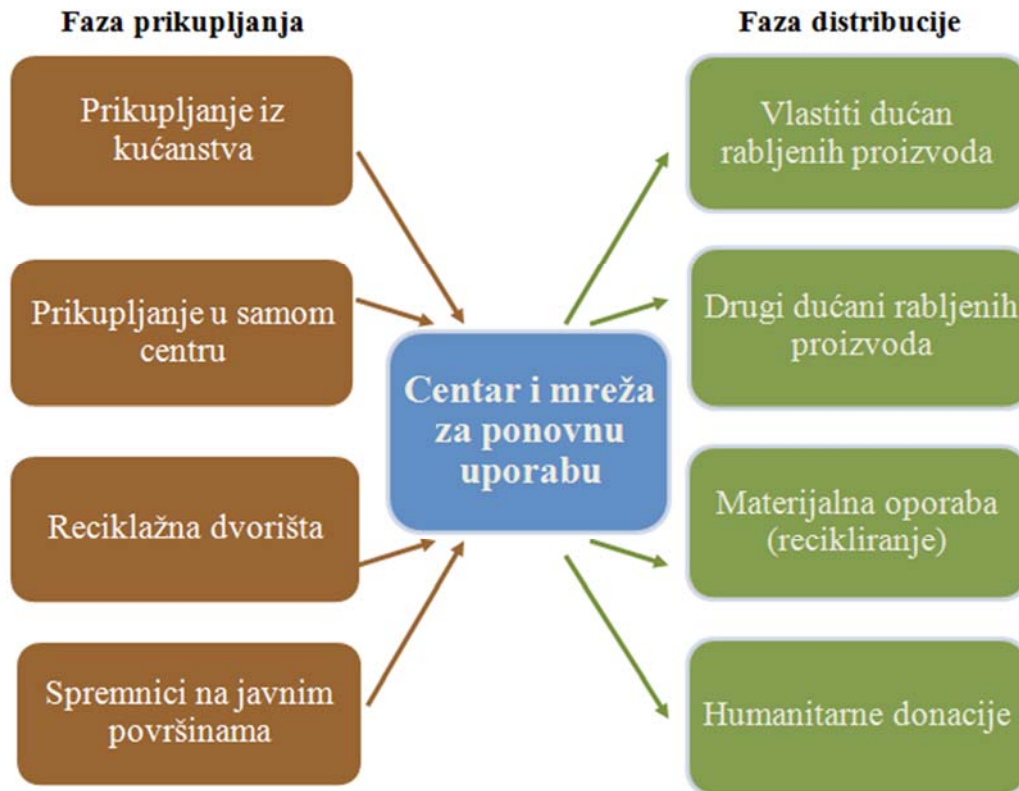 Faza prikupljanja
Prikupljanje iz
kućanstva
Prikupljanje u samom
centru
Reciklažna dvorišta
Spremnici na javnim
površinama
Centar i mreža
za ponovnu
uporabu
Faza distribucije
Vlastiti dućan
rabljenih proizvoda
Drugi dućani rabljenih
proizvoda
Materijalna oporaba
(recikliranje)
Humanitarne donacije